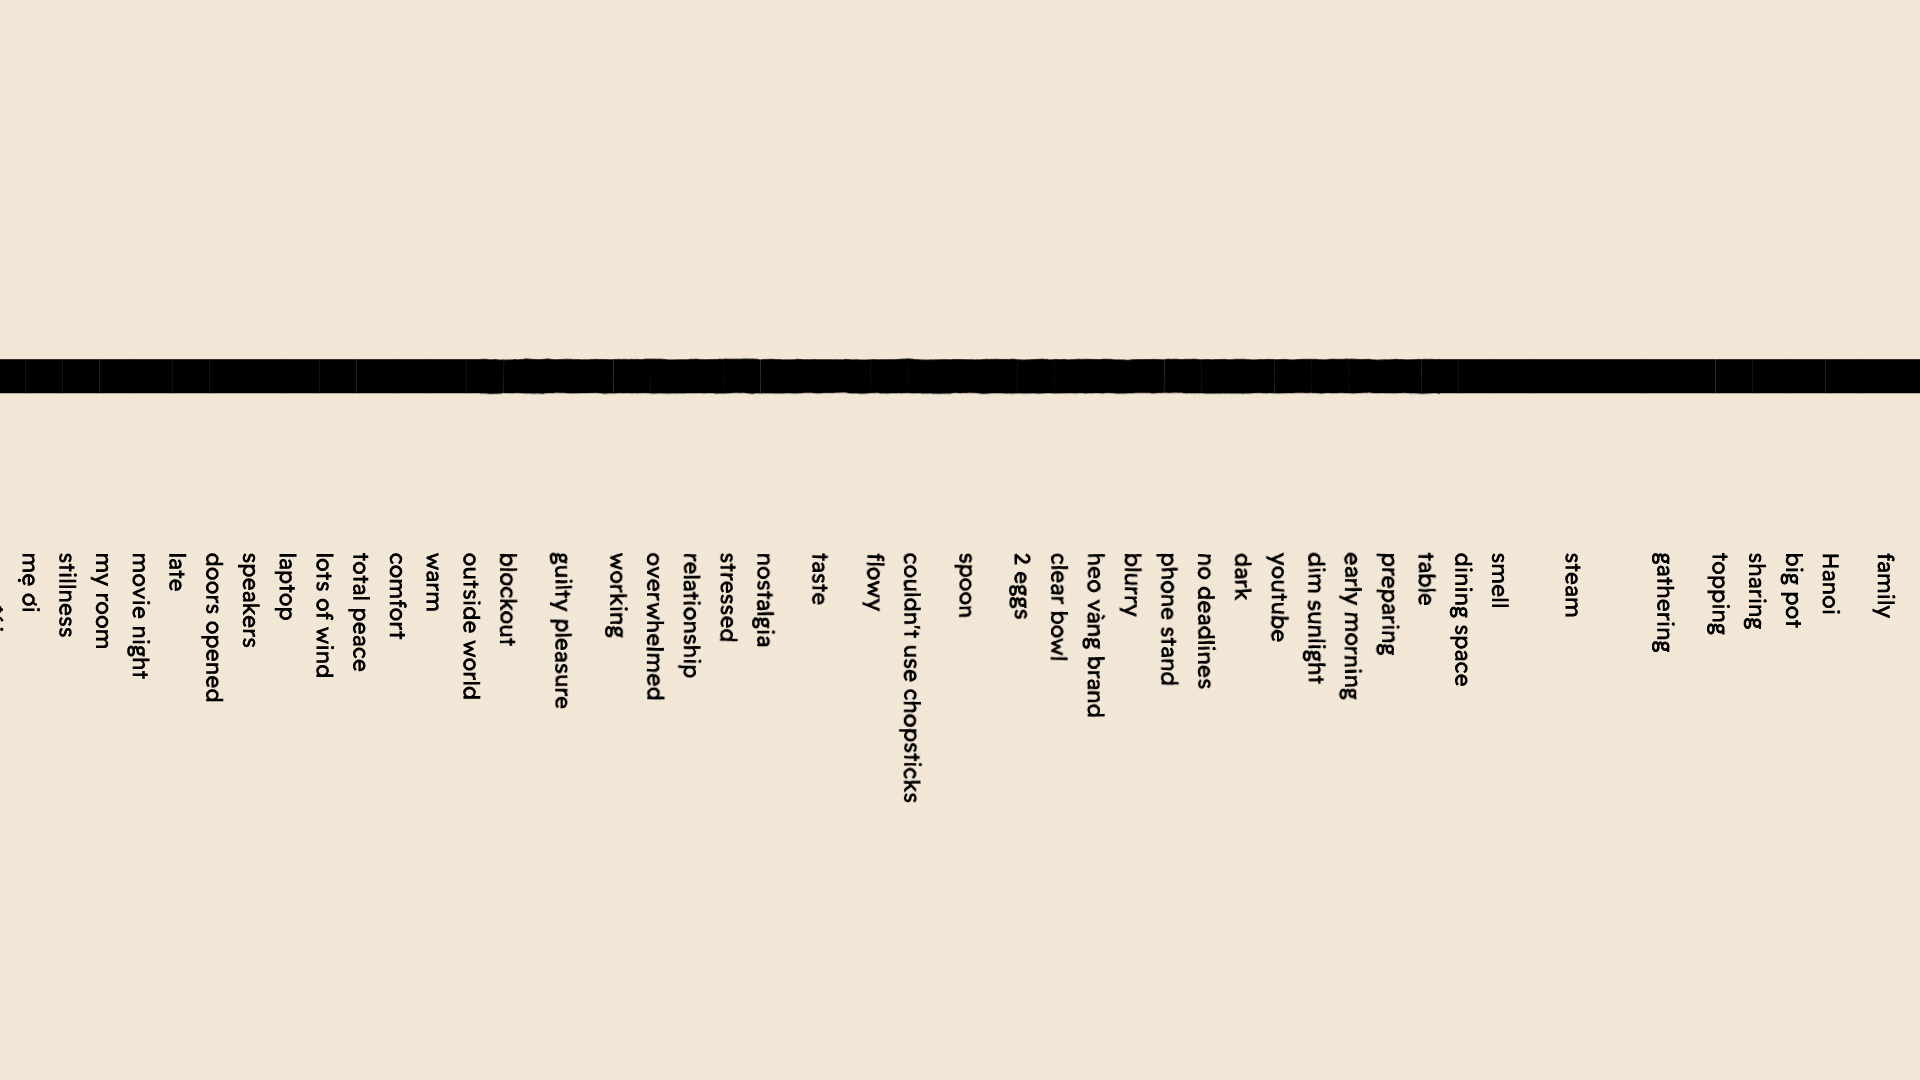 family
Hanoi
big pot
sharing
topping
gathering
steam
smell
dining space
table
preparing
early morning
dim sunlight
youtube
dark
no deadlines
phone stand
blurry
heo vàng brand
clear bowl
2 eggs
spoon
couldn't use chopsticks
flowy
taste
nostalgia
stressed
relationship
overwhelmed
working
guilty pleasure
blockout
outside world
warm
comfort
total peace
lots of wind
laptop
speakers
doors opened
late
movie night
my room
stillness
mẹ ơi